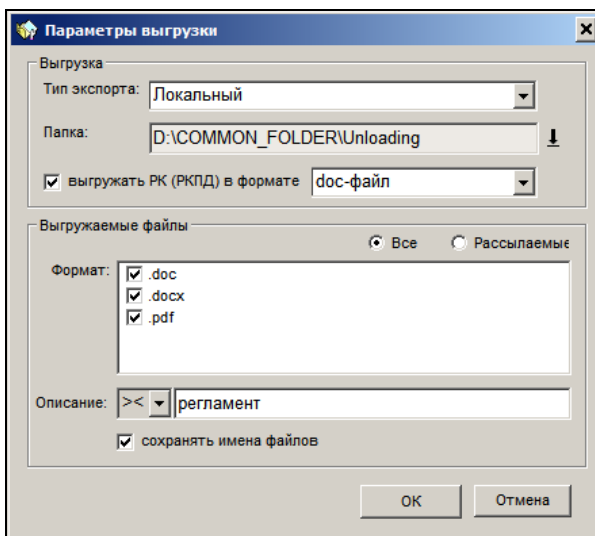 Параметры выгрузки
Выгрузка
Тип экспорта: Локальный
Папка: D:\COMMON_FOLDER\Unloading
выгружать РК (РКПД) в формате doc-файл
Выгружаемые файлы
Все Рассылаемые
Формат: .doc
.docx
.pdf
Описание: >< регламент
сохранять имена файлов
ОК Отмена